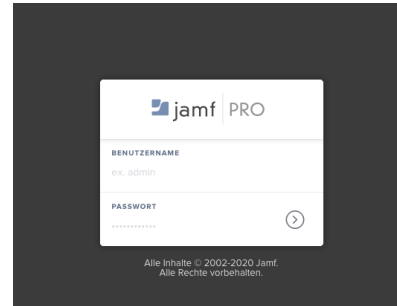 jamf PRO
BENUTZERNAME
ex. admin
PASSWORT
............
Alle Inhalte © 2002-2020 Jamf.
Alle Rechte vorbehalten.